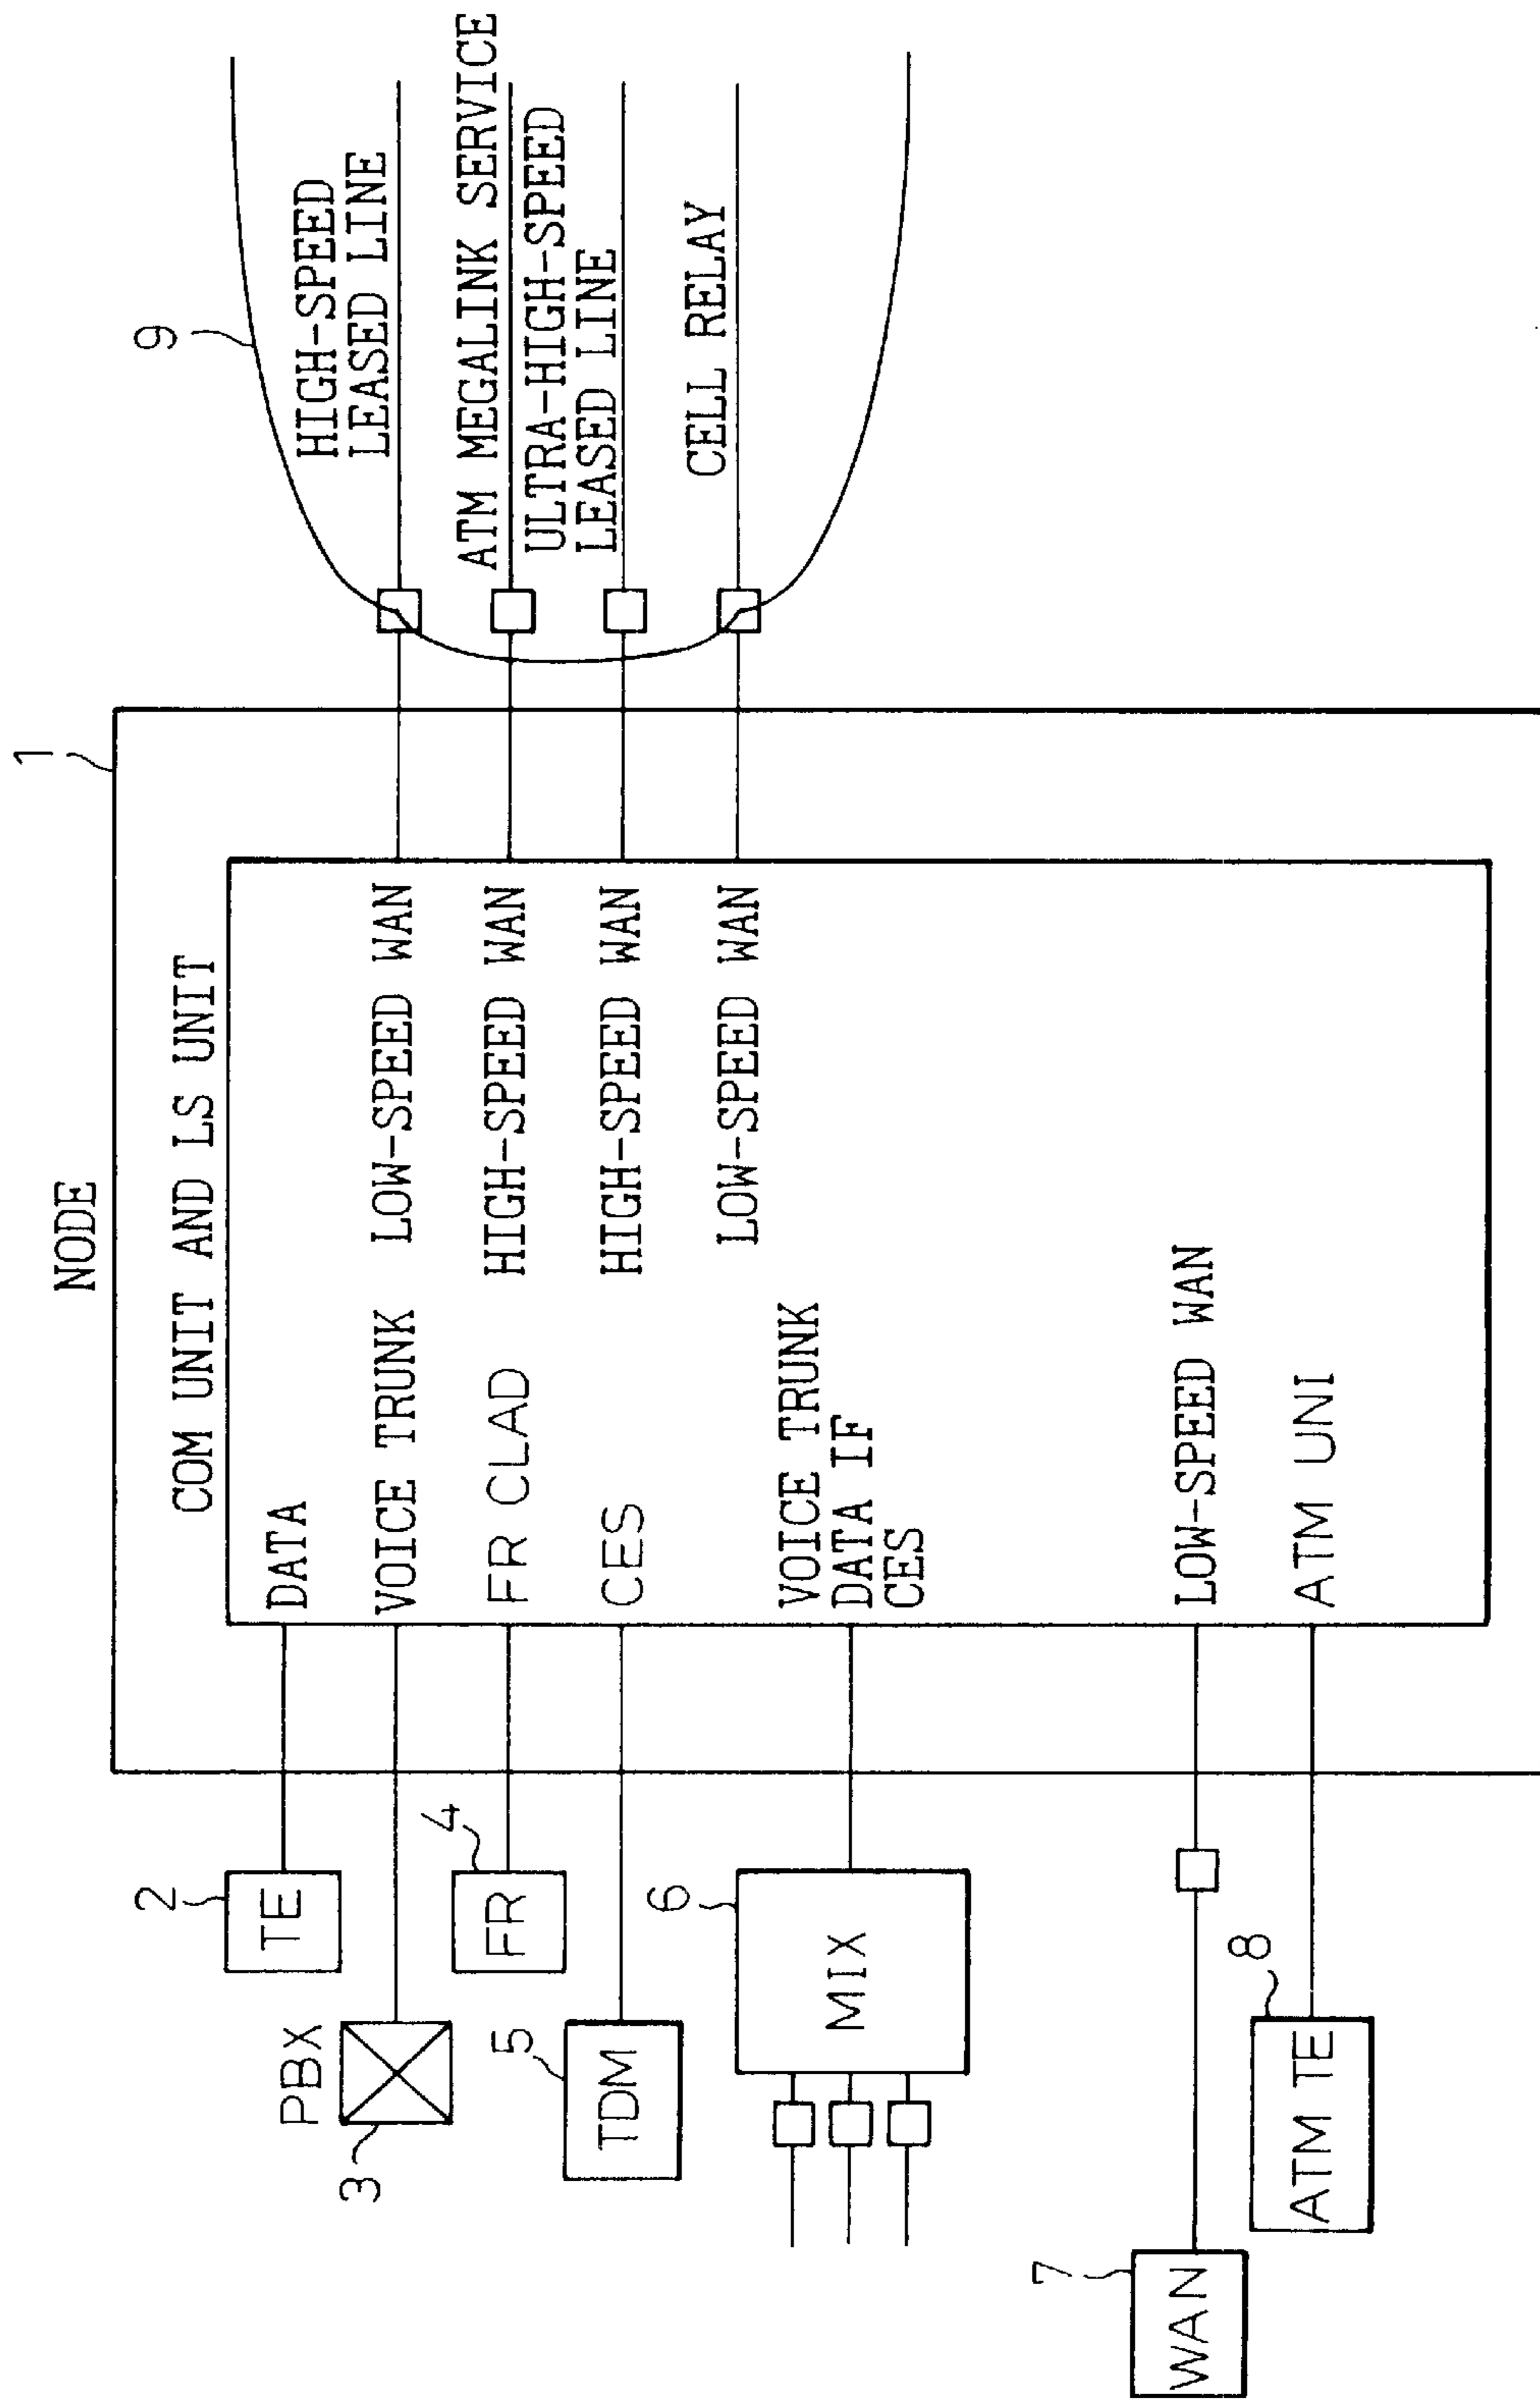 NODE
1
COM UNIT AND LS UNIT
9
2
TE
DATA
HIGH-SPEED
LEASED LINE
PBX
3
VOICE TRUNK
LOW-SPEED WAN
4
FR
FR CLAD
HIGH-SPEED WAN
ATM MEGALINK SERVICE
5
TDM
CES
HIGH-SPEED WAN
ULTRA-HIGH-SPEED
LEASED LINE
LOW-SPEED WAN
CELL RELAY
6
MIX
VOICE TRUNK
DATA IF
CES
7
WAN
LOW-SPEED WAN
8
ATM TE
ATM UNI